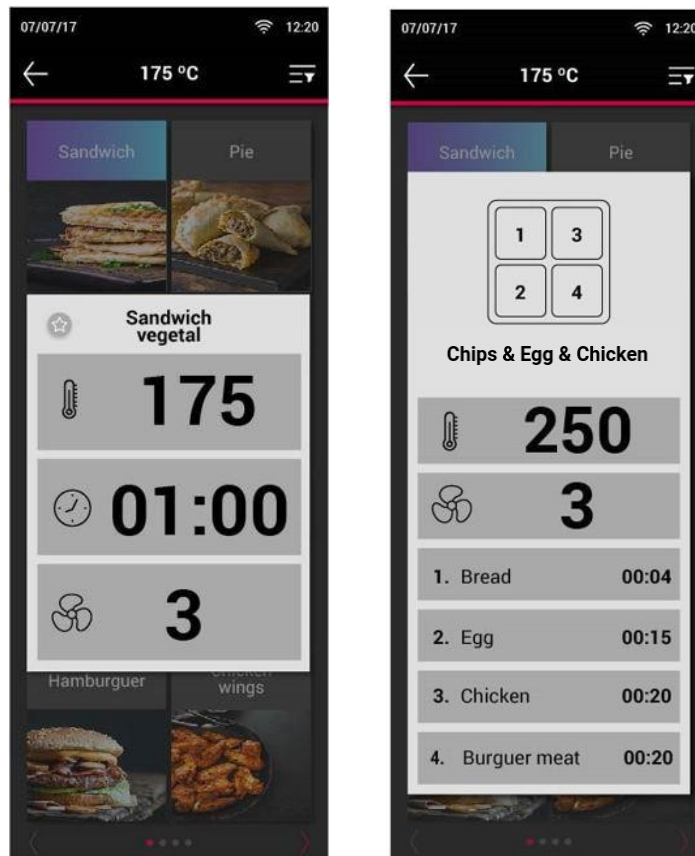 07/07/17 12:20
175 ºC
Sandwich Pie
Sandwich
vegetal
175
01:00
3
Hamburguer Chicken
wings
07/07/17 12:20
175 ºC
Sandwich Pie
1 3
2 4
Chips & Egg & Chicken
250
3
1. Bread 00:04
2. Egg 00:15
3. Chicken 00:20
4. Burguer meat 00:20